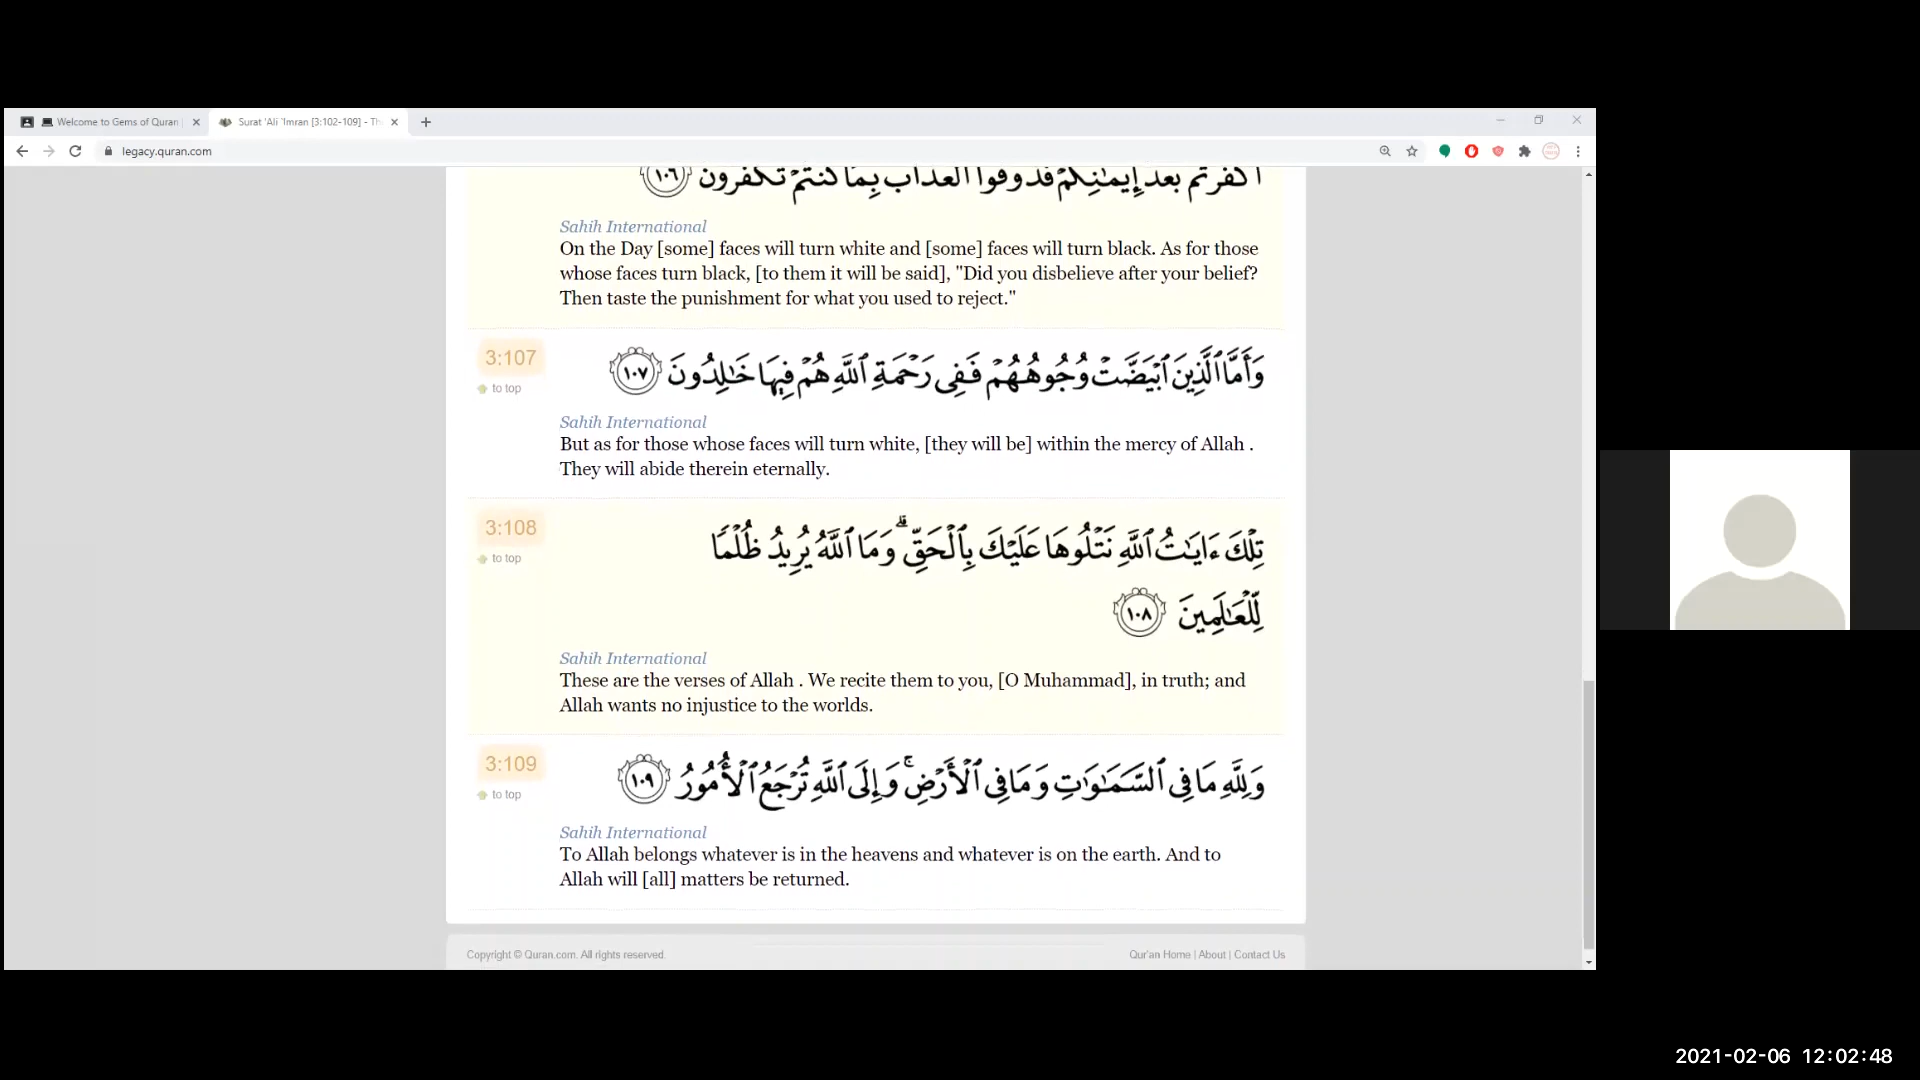 Welcome to Gems of Quran
Surat 'Ali 'Imran [3:102-109] - Th
legacy.quran.com
أَكَفَرْتُم بَعْدَ إِيمَـٰنِكُمْ فَذُوقُوا۟ ٱلْعَذَابَ بِمَا كُنتُمْ تَكْفُرُونَ ١٠٦
Sahih International
On the Day [some] faces will turn white and [some] faces will turn black. As for those
whose faces turn black, [to them it will be said], "Did you disbelieve after your belief?
Then taste the punishment for what you used to reject."
3:107
to top
وَأَمَّا ٱلَّذِينَ ٱبْيَضَّتْ وُجُوهُهُمْ فَفِى رَحْمَةِ ٱللَّهِ هُمْ فِيهَا خَـٰلِدُونَ ١٠٧
Sahih International
But as for those whose faces will turn white, [they will be] within the mercy of Allah .
They will abide therein eternally.
3:108
to top
تِلْكَ ءَايَـٰتُ ٱللَّهِ نَتْلُوهَا عَلَيْكَ بِٱلْحَقِّ ۗ وَمَا ٱللَّهُ يُرِيدُ ظُلْمًا
لِّلْعَـٰلَمِينَ ١٠٨
Sahih International
These are the verses of Allah . We recite them to you, [O Muhammad], in truth; and
Allah wants no injustice to the worlds.
3:109
to top
وَلِلَّهِ مَا فِى ٱلسَّمَـٰوَٰتِ وَمَا فِى ٱلْأَرْضِ ۚ وَإِلَى ٱللَّهِ تُرْجَعُ ٱلْأُمُورُ ١٠٩
Sahih International
To Allah belongs whatever is in the heavens and whatever is on the earth. And to
Allah will [all] matters be returned.
Copyright © Quran.com. All rights reserved.
Qur'an Home | About | Contact Us
2021-02-06 12:02:48